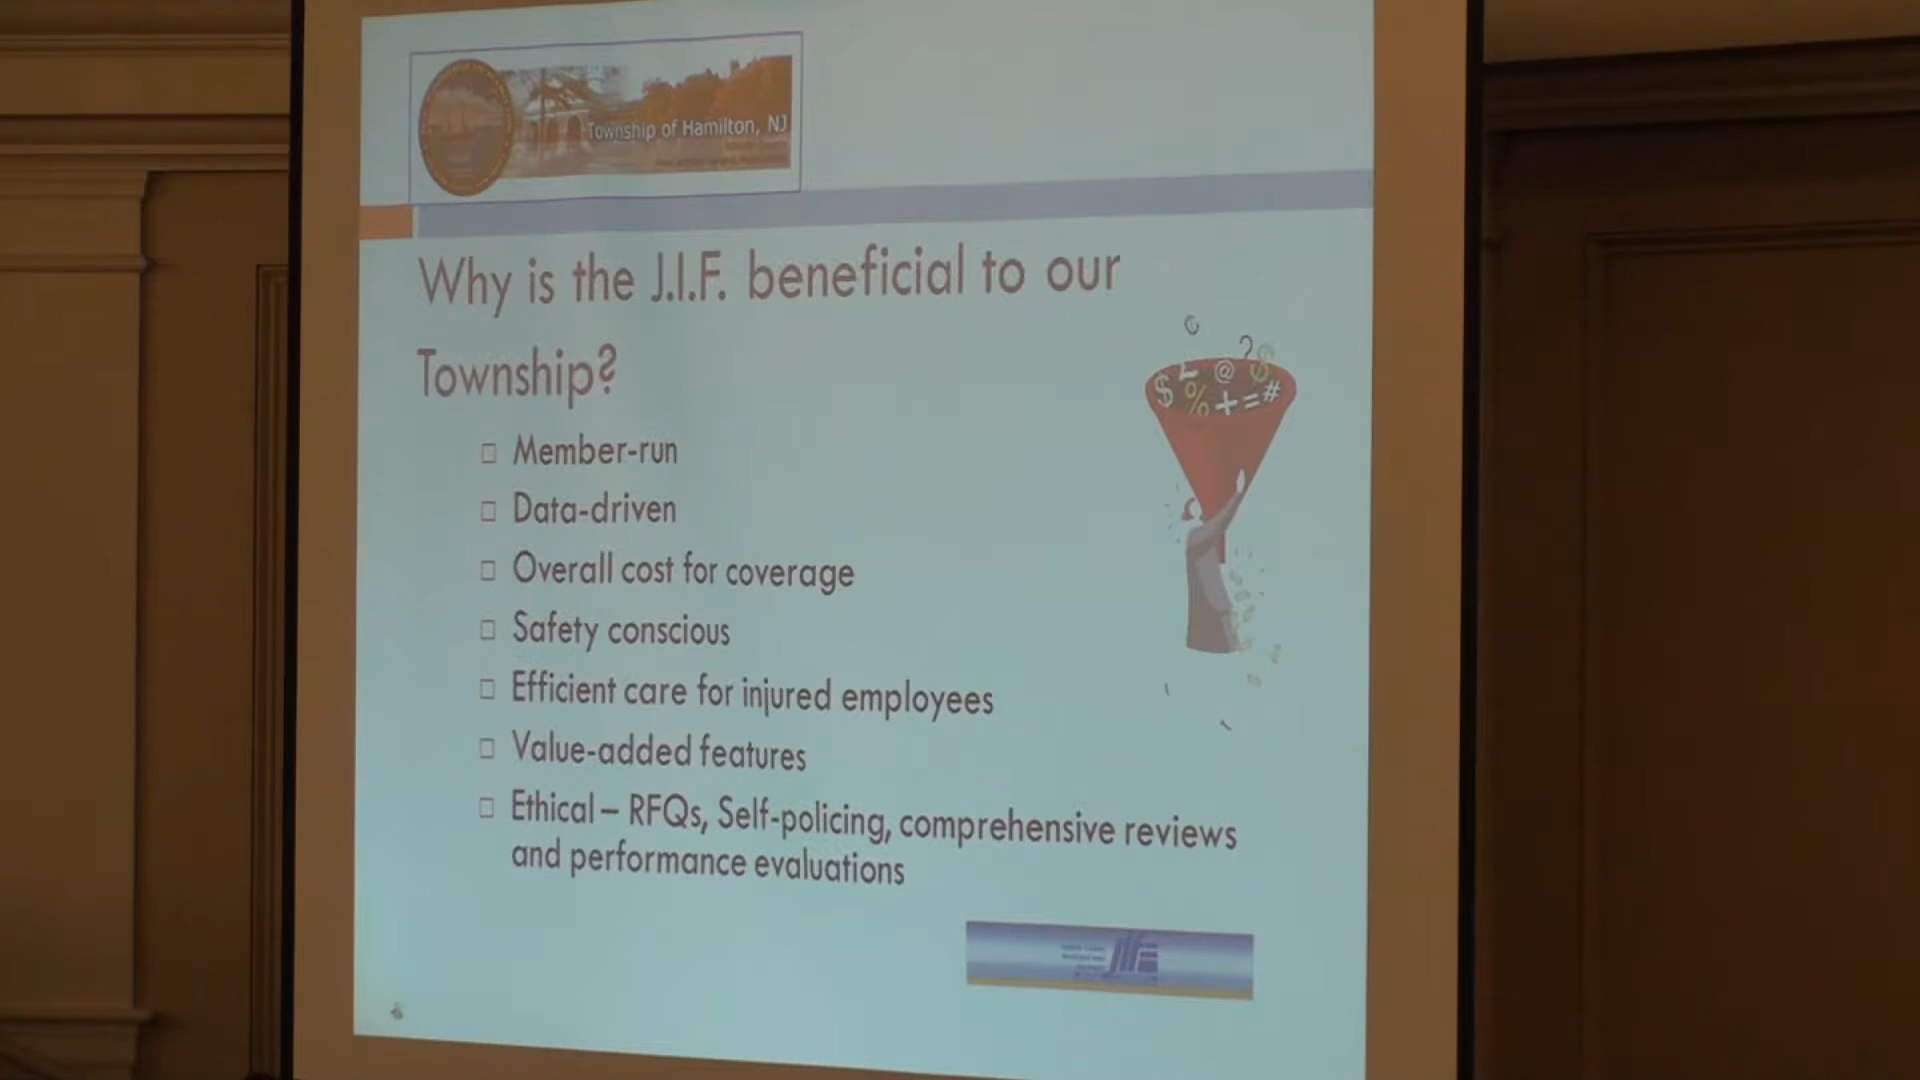 Township of Hamilton, NJ
Why is the J.I.F. beneficial to our
Township?
Member-run
Data-driven
Overall cost for coverage
Safety conscious
Efficient care for injured employees
Value-added features
Ethical – RFQs, Self-policing, comprehensive reviews
and performance evaluations
JIF